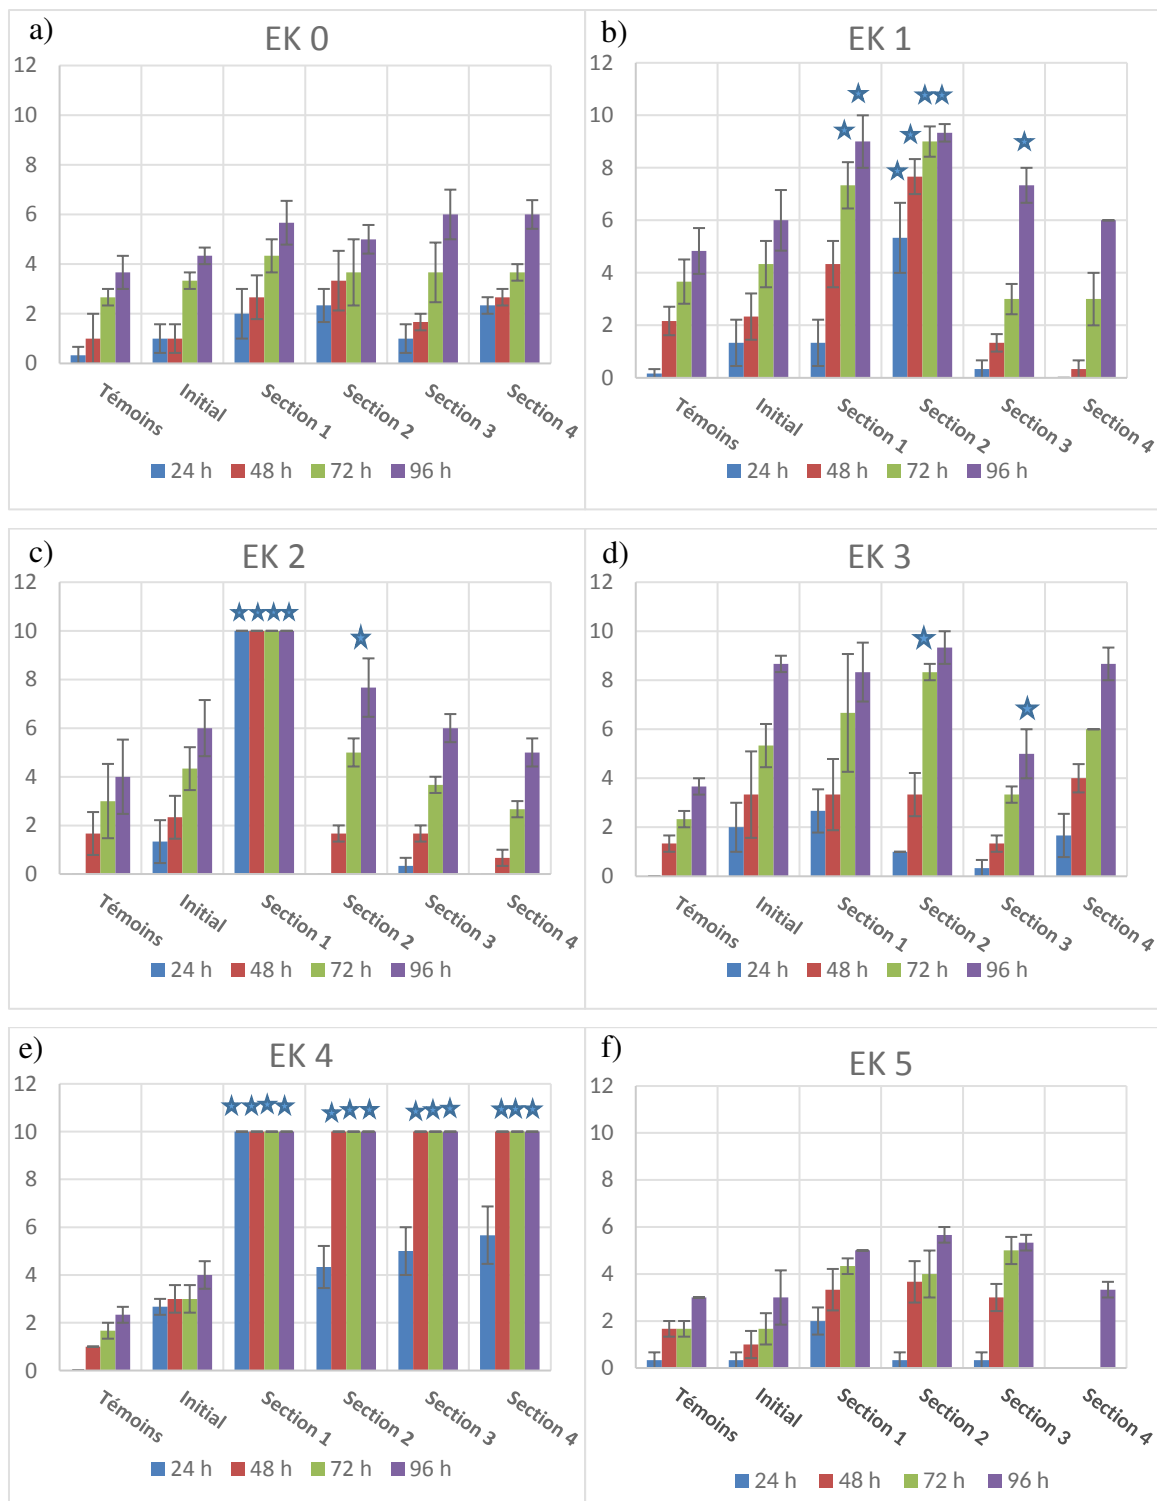 a)
EK 0
12
10
8
6
4
2
0
Témoins
Initial
Section 1
Section 2
Section 3
Section 4
24 h 48 h 72 h 96 h
b)
EK 1
12
10
8
6
4
2
0
Témoins
Initial
Section 1
Section 2
Section 3
Section 4
24 h 48 h 72 h 96 h
c)
EK 2
12
10
8
6
4
2
0
Témoins
Initial
Section 1
Section 2
Section 3
Section 4
24 h 48 h 72 h 96 h
d)
EK 3
12
10
8
6
4
2
0
Témoins
Initial
Section 1
Section 2
Section 3
Section 4
24 h 48 h 72 h 96 h
e)
EK 4
12
10
8
6
4
2
0
Témoins
Initial
Section 1
Section 2
Section 3
Section 4
24 h 48 h 72 h 96 h
f)
EK 5
12
10
8
6
4
2
0
Témoins
Initial
Section 1
Section 2
Section 3
Section 4
24 h 48 h 72 h 96 h